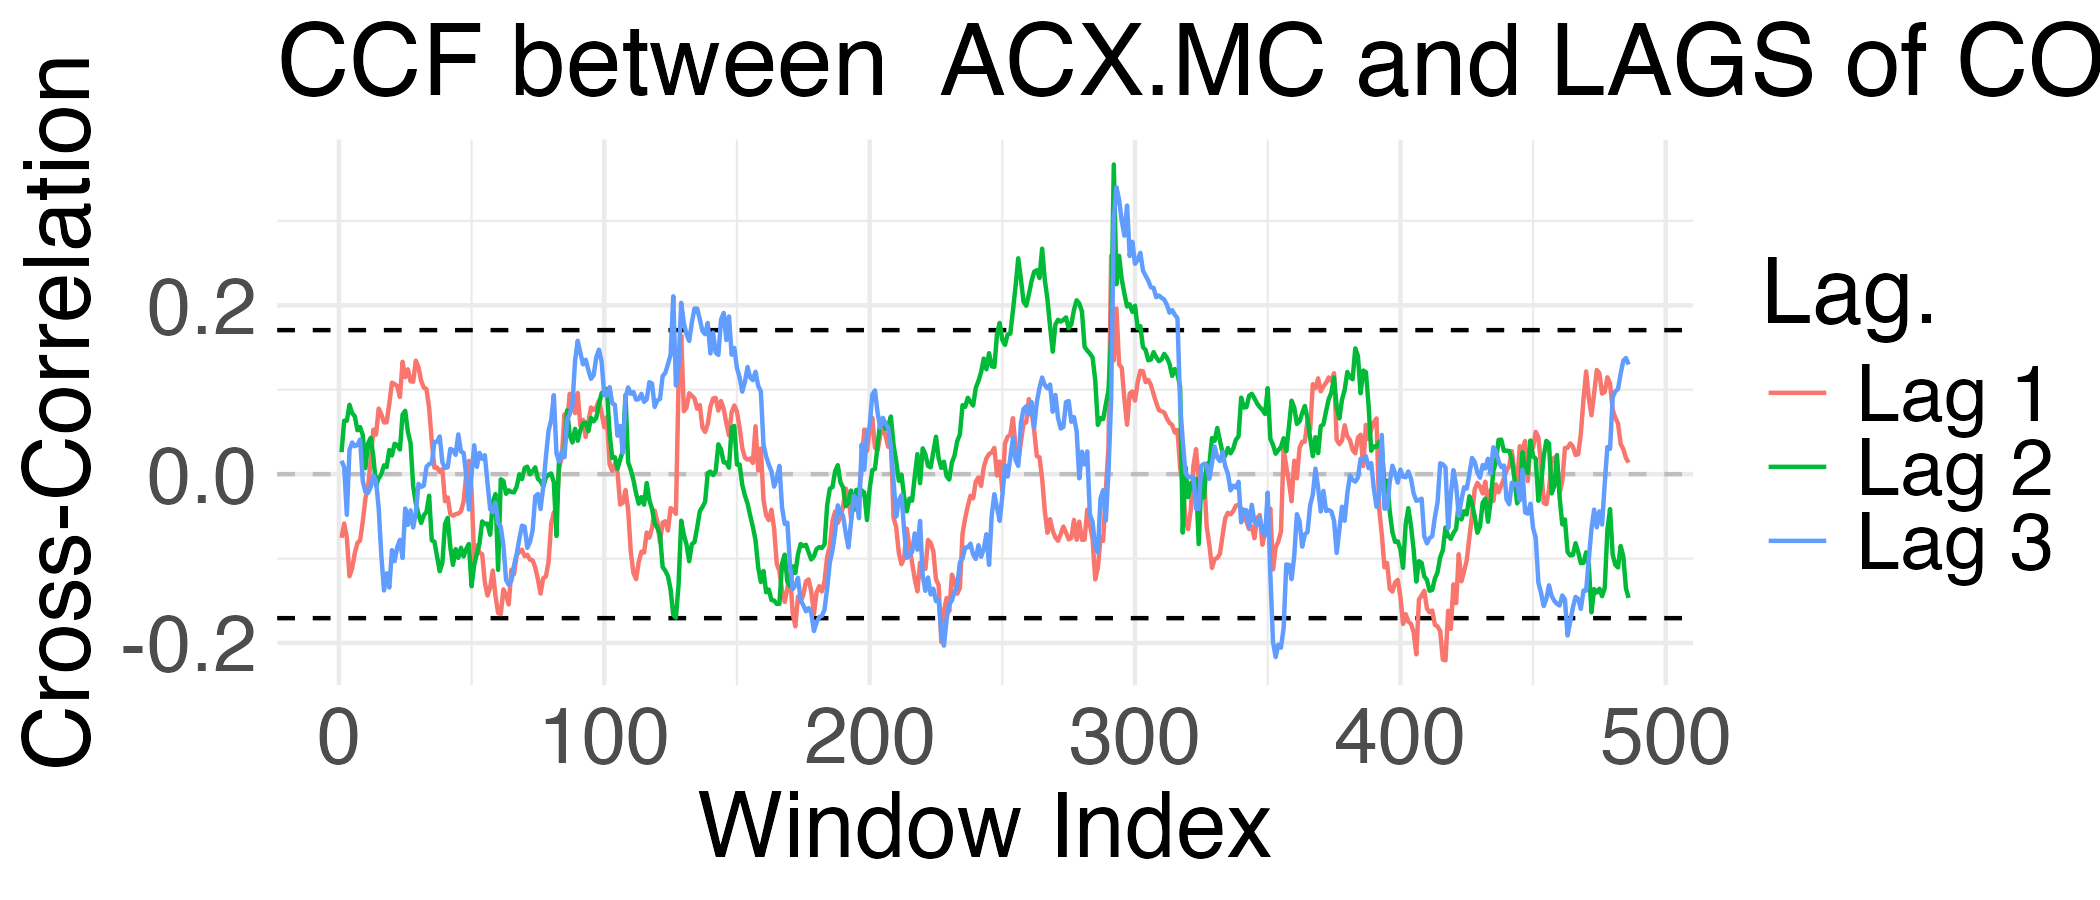 CCF between ACX.MC and LAGS of CO
Cross-Correlation
0.2
0.0
-0.2
0
100
200
300
400
500
Window Index
Lag.
Lag 1
Lag 2
Lag 3